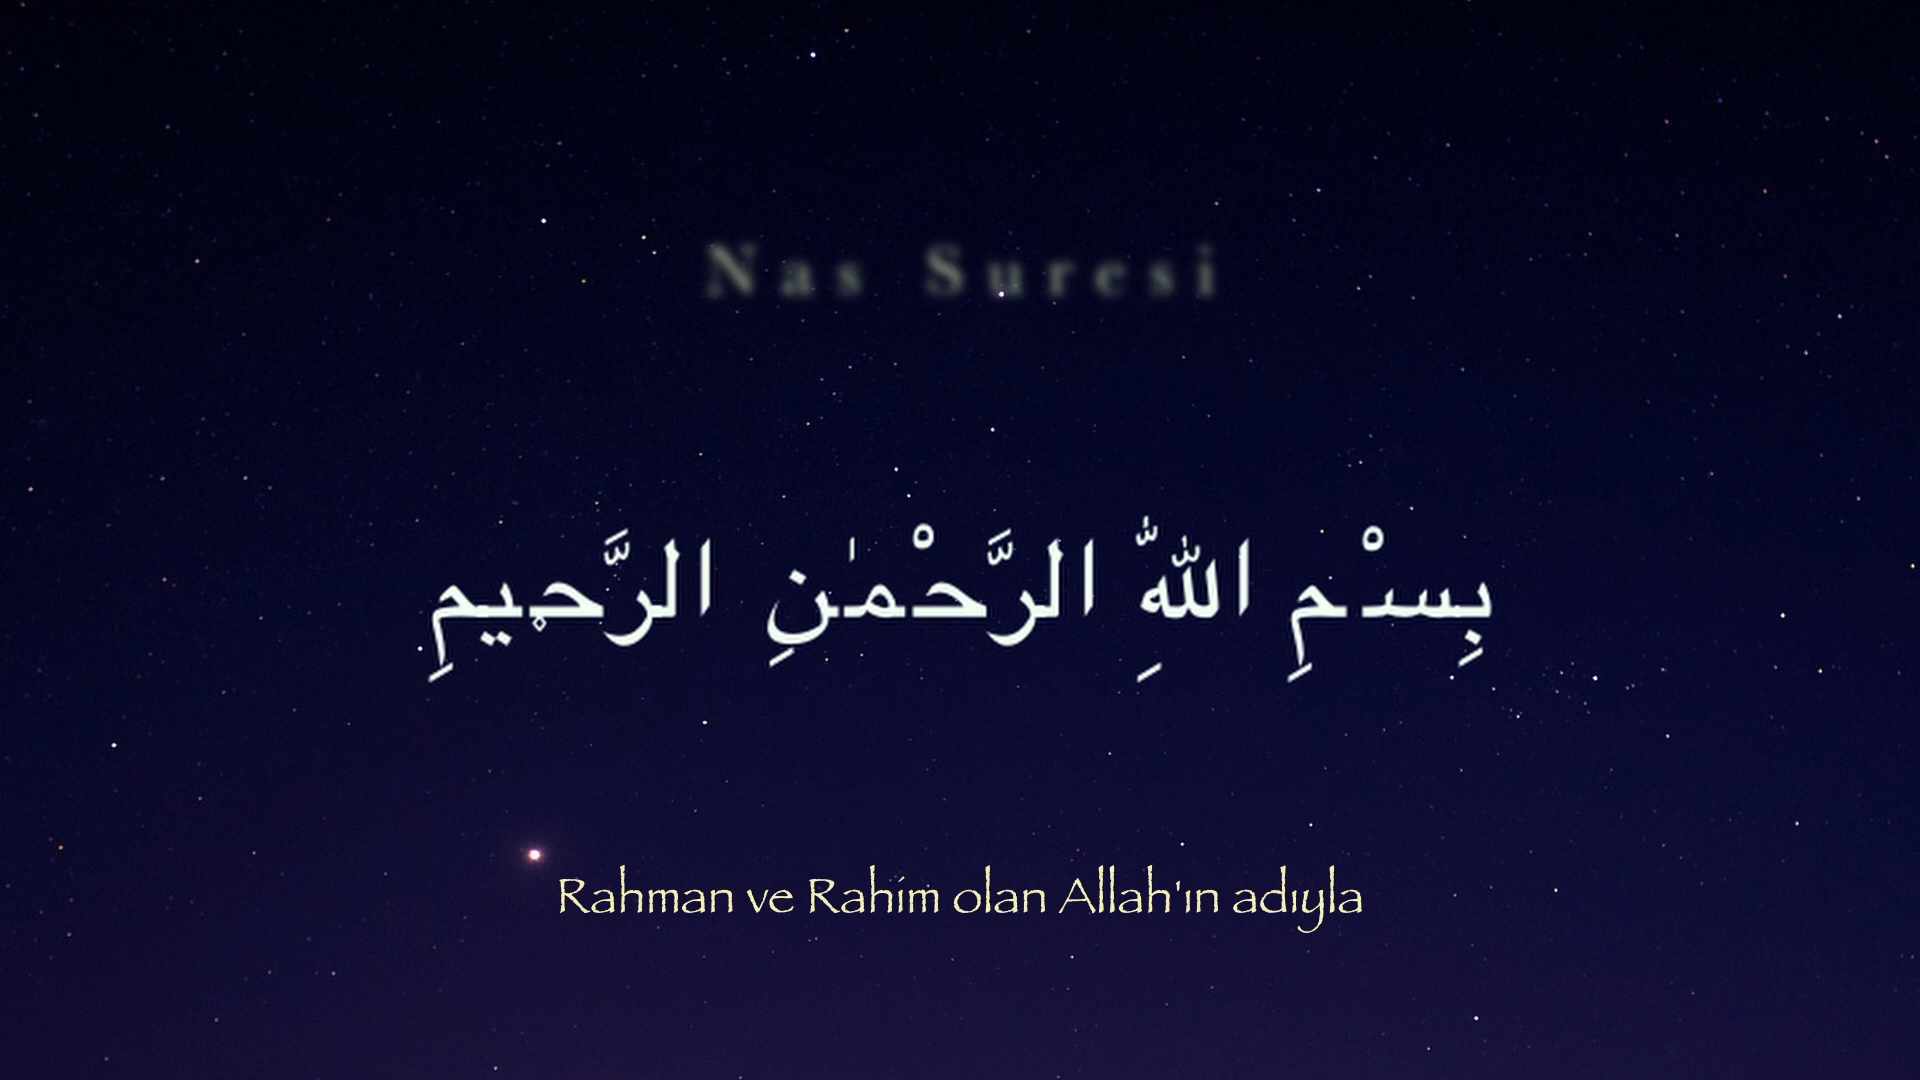 Nas Suresi
بِسْمِ اللّٰهِ الرَّحْمٰنِ الرَّحٖيمِ
Rahman ve Rahim olan Allah'ın adıyla